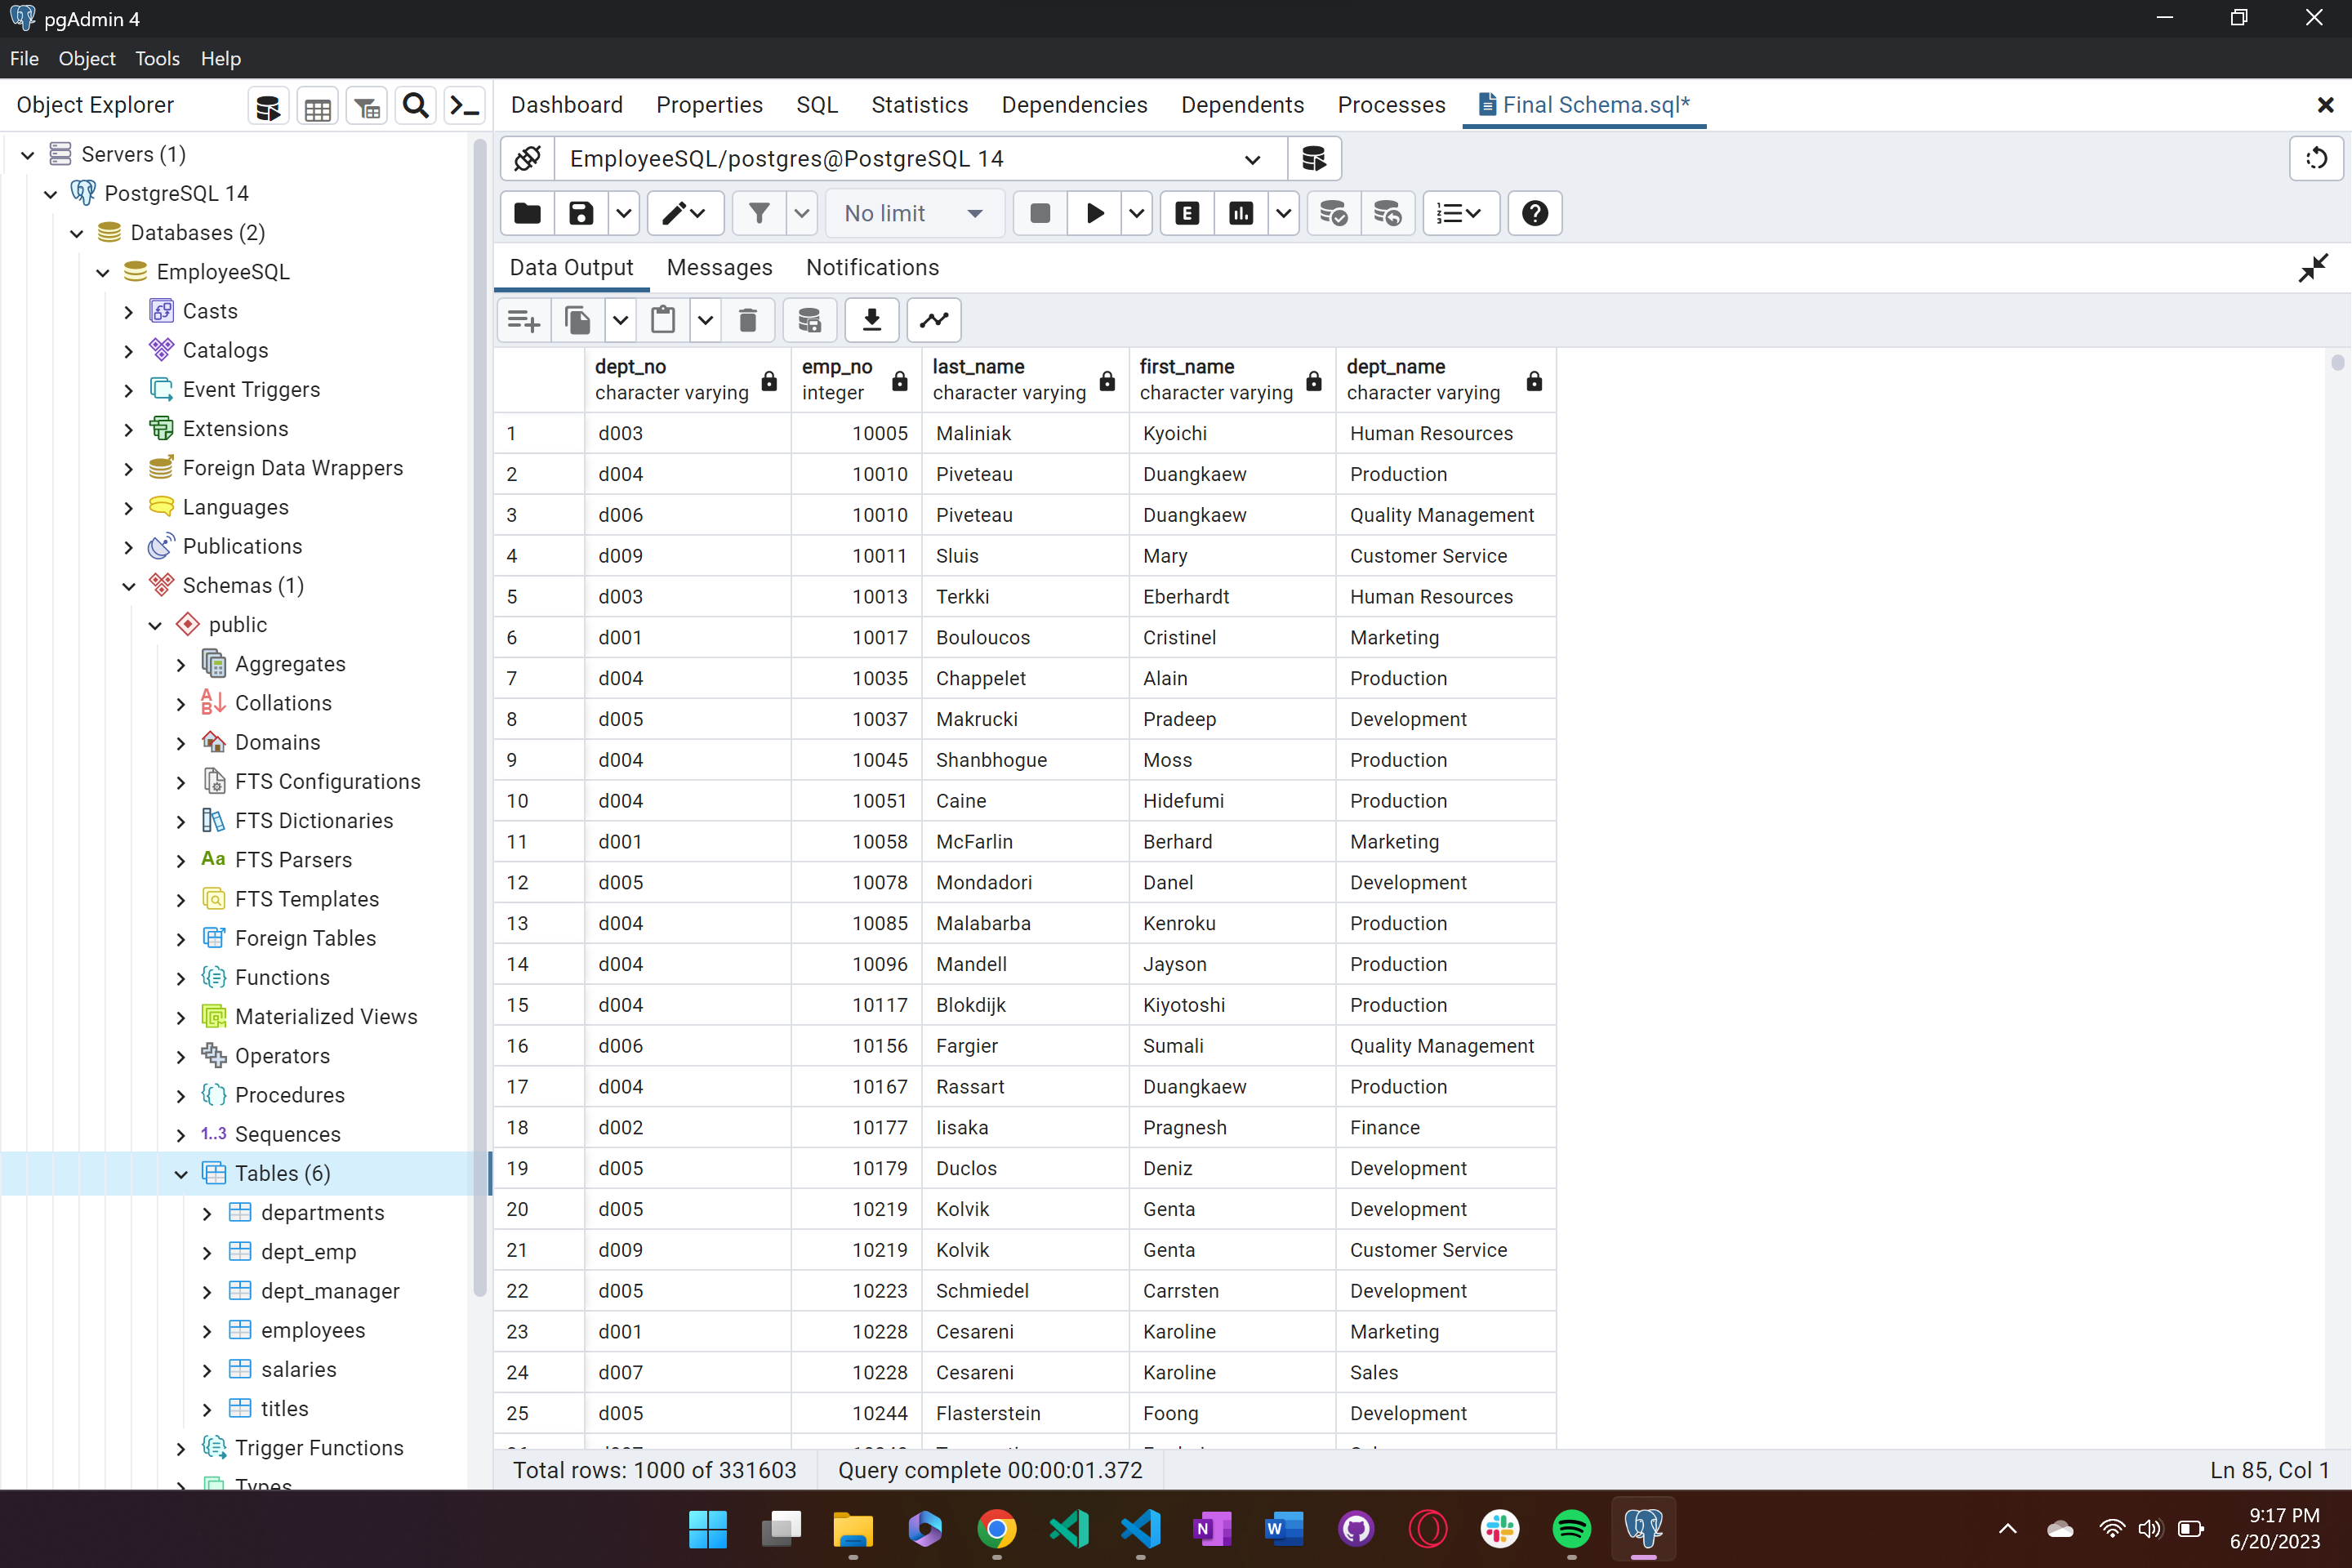 pgAdmin 4
File Object Tools Help
Object Explorer
Dashboard Properties SQL Statistics Dependencies Dependents Processes Final Schema.sql*
Servers (1)
PostgreSQL 14
Databases (2)
EmployeeSQL
Casts
Catalogs
Event Triggers
Extensions
Foreign Data Wrappers
Languages
Publications
Schemas (1)
public
Aggregates
Collations
Domains
FTS Configurations
FTS Dictionaries
Aa FTS Parsers
FTS Templates
Foreign Tables
Functions
Materialized Views
Operators
Procedures
1..3 Sequences
Tables (6)
departments
dept_emp
dept_manager
employees
salaries
titles
Trigger Functions
Types
EmployeeSQL/postgres@PostgreSQL 14
No limit E
Data Output Messages Notifications
dept_no emp_no last_name first_name dept_name
character varying integer character varying character varying character varying
1 d003 10005 Maliniak Kyoichi Human Resources
2 d004 10010 Piveteau Duangkaew Production
3 d006 10010 Piveteau Duangkaew Quality Management
4 d009 10011 Sluis Mary Customer Service
5 d003 10013 Terkki Eberhardt Human Resources
6 d001 10017 Bouloucos Cristinel Marketing
7 d004 10035 Chappelet Alain Production
8 d005 10037 Makrucki Pradeep Development
9 d004 10045 Shanbhogue Moss Production
10 d004 10051 Caine Hidefumi Production
11 d001 10058 McFarlin Berhard Marketing
12 d005 10078 Mondadori Danel Development
13 d004 10085 Malabarba Kenroku Production
14 d004 10096 Mandell Jayson Production
15 d004 10117 Blokdijk Kiyotoshi Production
16 d006 10156 Fargier Sumali Quality Management
17 d004 10167 Rassart Duangkaew Production
18 d002 10177 Iisaka Pragnesh Finance
19 d005 10179 Duclos Deniz Development
20 d005 10219 Kolvik Genta Development
21 d009 10219 Kolvik Genta Customer Service
22 d005 10223 Schmiedel Carrsten Development
23 d001 10228 Cesareni Karoline Marketing
24 d007 10228 Cesareni Karoline Sales
25 d005 10244 Flasterstein Foong Development
Total rows: 1000 of 331603 Query complete 00:00:01.372 Ln 85, Col 1
9:17 PM
6/20/2023